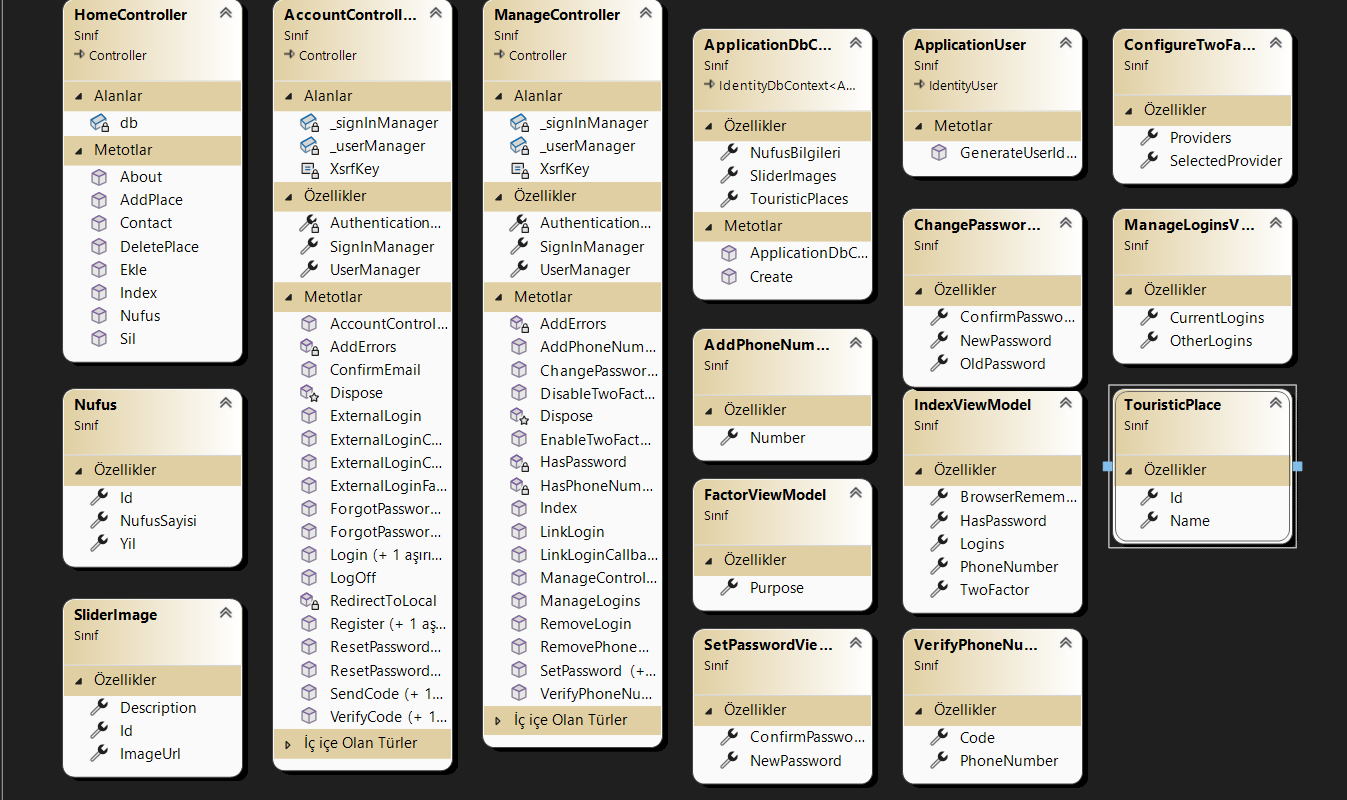 HomeController
Sınıf
Controller
Alanlar
db
Metotlar
About
AddPlace
Contact
DeletePlace
Ekle
Index
Nufus
Sil
Nufus
Sınıf
Özellikler
Id
NufusSayisi
Yil
SliderImage
Sınıf
Özellikler
Description
Id
ImageUrl
AccountControll...
Sınıf
Controller
Alanlar
_signInManager
_userManager
XsrfKey
Özellikler
Authentication...
SignInManager
UserManager
Metotlar
AccountControl...
AddErrors
ConfirmEmail
Dispose
ExternalLogin
ExternalLoginC...
ExternalLoginC...
ExternalLoginFa...
ForgotPasswor...
ForgotPasswor...
Login (+ 1 aşırı...
LogOff
RedirectToLocal
Register (+ 1 aş...
ResetPassword...
ResetPassword...
SendCode (+ 1...
VerifyCode (+ 1...
İç içe Olan Türler
ManageController
Sınıf
Controller
Alanlar
_signInManager
_userManager
XsrfKey
Özellikler
Authentication...
SignInManager
UserManager
Metotlar
AddErrors
AddPhoneNum...
ChangePasswor...
DisableTwoFact...
Dispose
EnableTwoFact...
HasPassword
HasPhoneNum...
Index
LinkLogin
LinkLoginCallba...
ManageControl...
ManageLogins
RemoveLogin
RemovePhone...
SetPassword (+...
VerifyPhoneNu...
İç içe Olan Türler
ApplicationDbC...
Sınıf
IdentityDbContext<A...
Özellikler
NufusBilgileri
SliderImages
TouristicPlaces
Metotlar
ApplicationDbC...
Create
AddPhoneNum...
Sınıf
Özellikler
Number
FactorViewModel
Sınıf
Özellikler
Purpose
SetPasswordVie...
Sınıf
Özellikler
ConfirmPasswo...
NewPassword
ApplicationUser
Sınıf
IdentityUser
Metotlar
GenerateUserId...
ChangePasswor...
Sınıf
Özellikler
ConfirmPasswo...
NewPassword
OldPassword
IndexViewModel
Sınıf
Özellikler
BrowserRemem...
HasPassword
Logins
PhoneNumber
TwoFactor
VerifyPhoneNu...
Sınıf
Özellikler
Code
PhoneNumber
ConfigureTwoFa...
Sınıf
Özellikler
Providers
SelectedProvider
ManageLoginsV...
Sınıf
Özellikler
CurrentLogins
OtherLogins
TouristicPlace
Sınıf
Özellikler
Id
Name